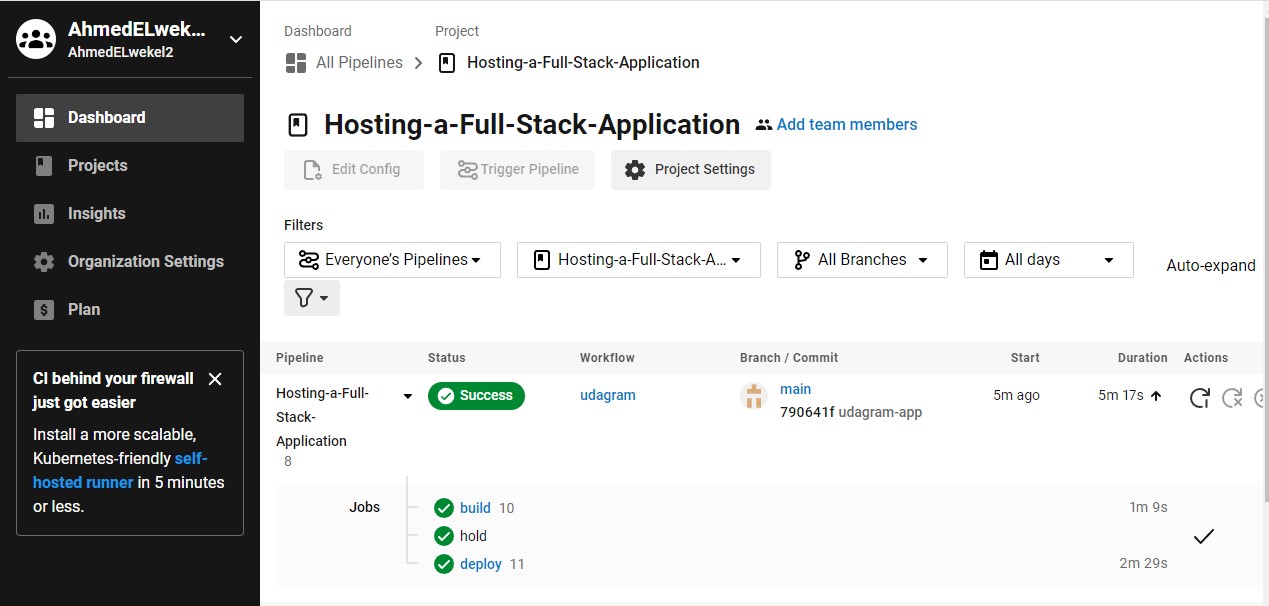 AhmedELwek...
AhmedELwekel2
Dashboard
Projects
Insights
Organization Settings
Plan
CI behind your firewall
just got easier
Install a more scalable,
Kubernetes-friendly self-
hosted runner in 5 minutes
or less.
Dashboard Project
All Pipelines Hosting-a-Full-Stack-Application
Hosting-a-Full-Stack-Application Add team members
Edit Config Trigger Pipeline Project Settings
Filters
Everyone's Pipelines Hosting-a-Full-Stack-A... All Branches All days Auto-expand
Pipeline Status Workflow Branch / Commit Start Duration Actions
Hosting-a-Full-
Stack-
Application
8
Success udagram main 5m ago 5m 17s
790641f udagram-app
Jobs build 10 1m 9s
hold
deploy 11 2m 29s